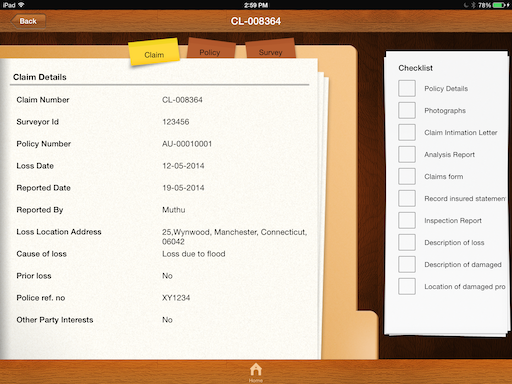 iPad 2:59 PM 78%
Back CL-008364
Claim Policy Survey
Claim Details
Claim Number CL-008364
Surveyor Id 123456
Policy Number AU-00010001
Loss Date 12-05-2014
Reported Date 19-05-2014
Reported By Muthu
Loss Location Address 25,Wynwood, Manchester, Connecticut,
06042
Cause of loss Loss due to flood
Prior loss No
Police ref. no XY1234
Other Party Interests No
Checklist
Policy Details
Photographs
Claim Intimation Letter
Analysis Report
Claims form
Record insured statement
Inspection Report
Description of loss
Description of damaged
Location of damaged pro
Home